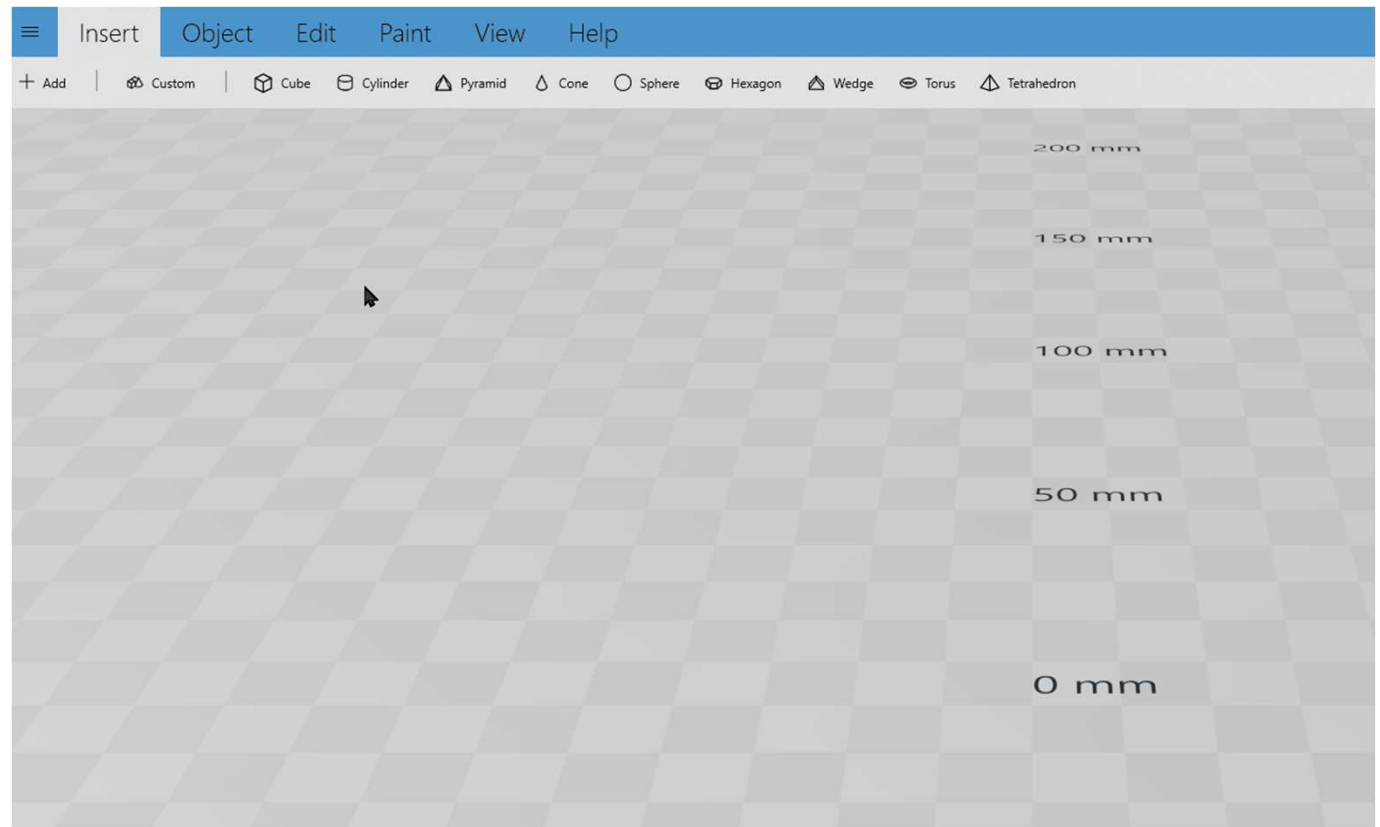 Insert Object Edit Paint View Help
Add Custom Cube Cylinder Pyramid Cone Sphere Hexagon Wedge Torus Tetrahedron
200 mm
150 mm
100 mm
50 mm
0 mm